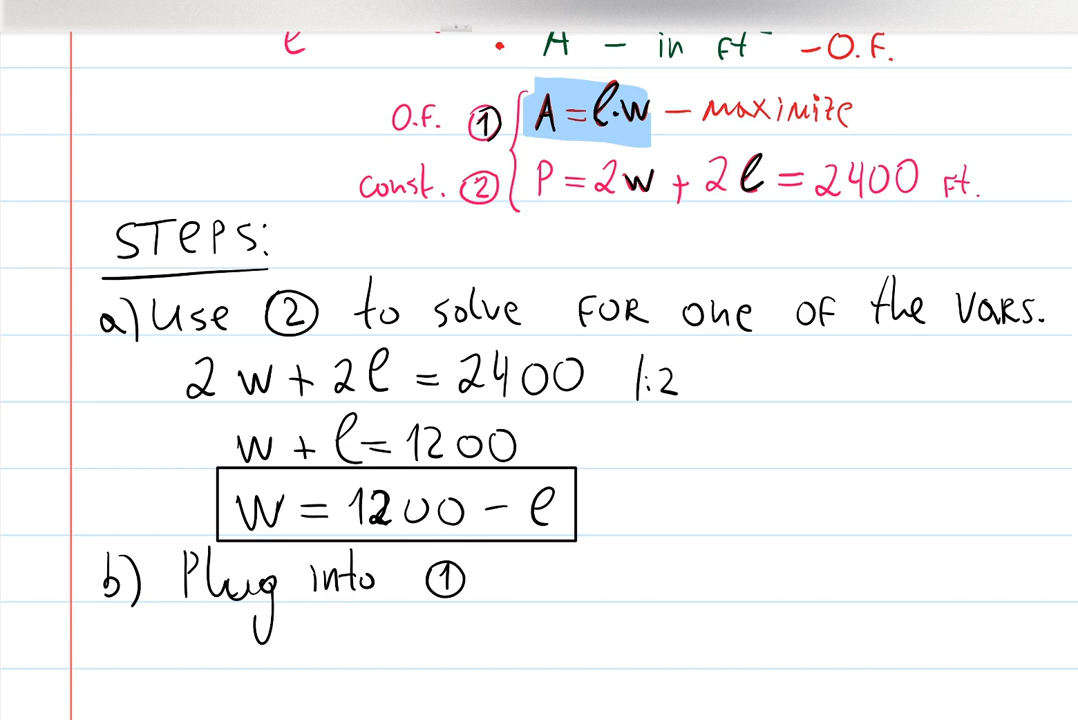 ℓ • A – in ft – O.F.
O.F. ① A = ℓ·w – maximize
const. ② P = 2w + 2ℓ = 2400 ft.
STEPS:
a) Use ② to solve FOR one OF the VARS.
2w + 2ℓ = 2400 |:2
w + ℓ = 1200
w = 1200 – ℓ
b) Plug into ①